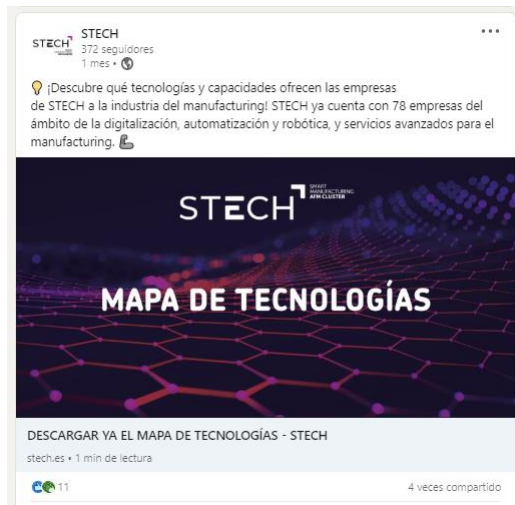 STECH
STECH
372 seguidores
1 mes •
¡Descubre qué tecnologías y capacidades ofrecen las empresas
de STECH a la industria del manufacturing! STECH ya cuenta con 78 empresas del
ámbito de la digitalización, automatización y robótica, y servicios avanzados para el
manufacturing.
STECH
SMART
MANUFACTURING
AFM CLUSTER
MAPA DE TECNOLOGÍAS
DESCARGAR YA EL MAPA DE TECNOLOGÍAS - STECH
stech.es • 1 min de lectura
11
4 veces compartido